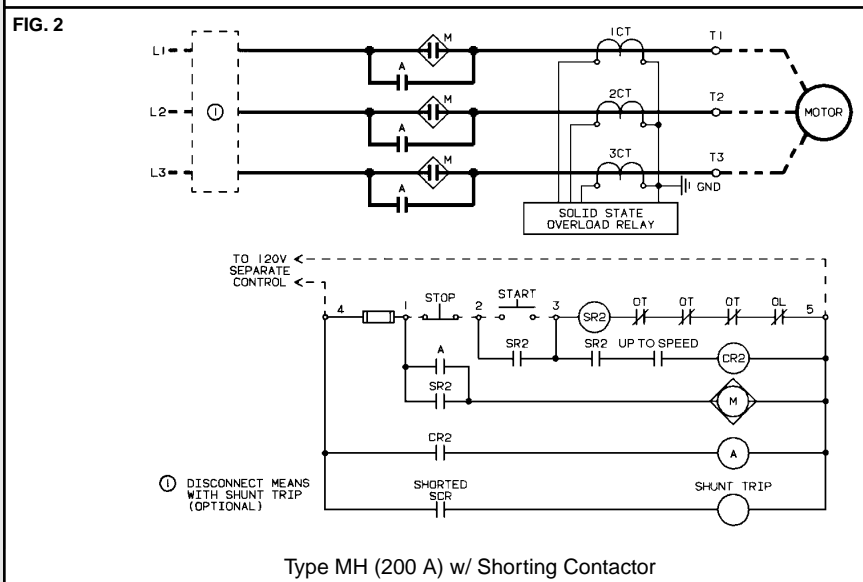 FIG. 2
M 1CT T1
L1
A
M 2CT T2
L2 1 MOTOR
A
M 3CT T3
L3
A GND
SOLID STATE
OVERLOAD RELAY
TO 120V
SEPARATE
CONTROL
4 1 STOP 2 START 3 SR2 OT OT OT OL 5
A SR2 SR2 UP TO SPEED CR2
SR2 M
CR2 A
1 DISCONNECT MEANS
WITH SHUNT TRIP
(OPTIONAL)
SHORTED
SCR
SHUNT TRIP
Type MH (200 A) w/ Shorting Contactor